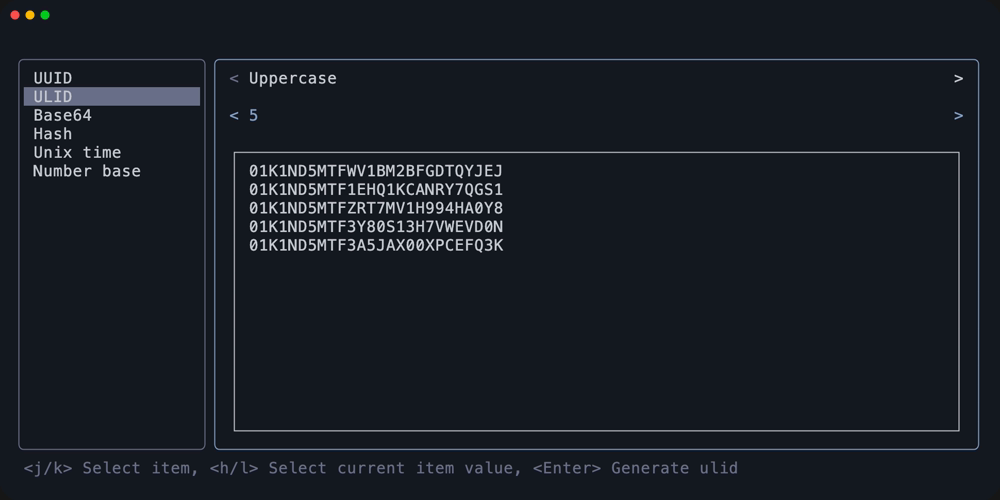 UUID
ULID
Base64
Hash
Unix time
Number base
< Uppercase >
< 5 >
01K1ND5MTFWV1BM2BFGDTQYJEJ
01K1ND5MTF1EHQ1KCANRY7QGS1
01K1ND5MTFZRT7MV1H994HA0Y8
01K1ND5MTF3Y80S13H7VWEVD0N
01K1ND5MTF3A5JAX00XPCEFQ3K
<j/k> Select item, <h/l> Select current item value, <Enter> Generate ulid